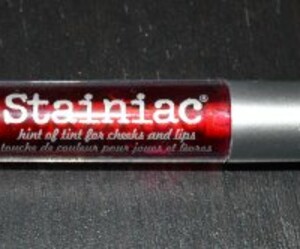 Stainiac®
hint of tint for cheeks and lips
touche de couleur pour joues et lèvres